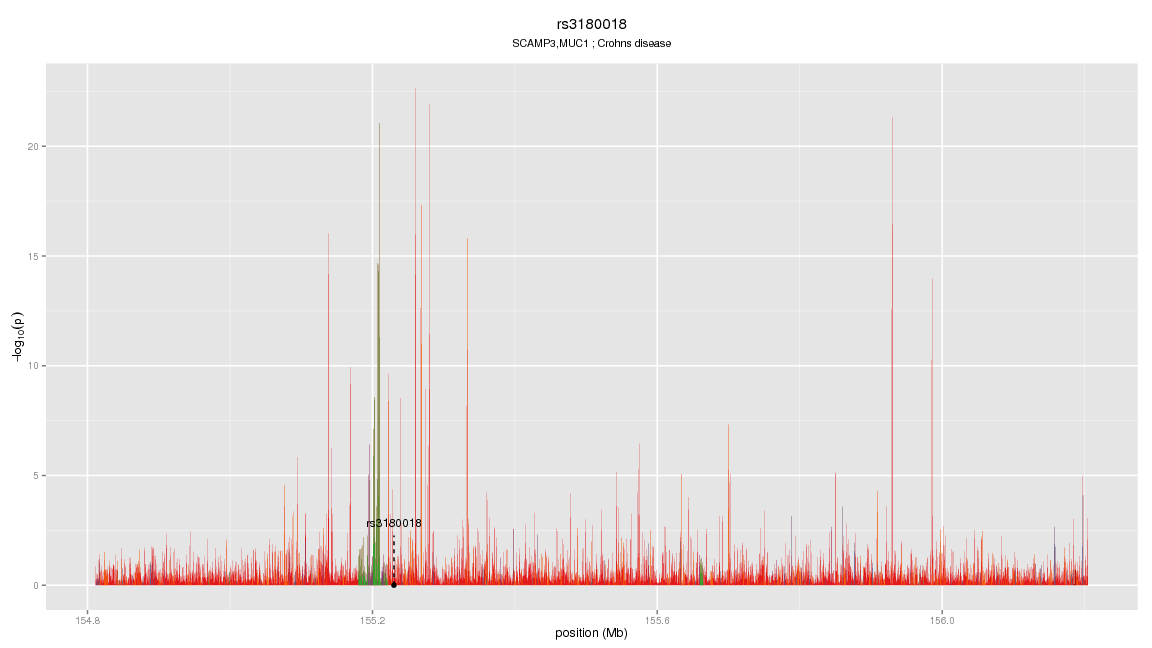 rs3180018
SCAMP3,MUC1 ; Crohns disease
−log10(p)
20
15
10
5
0
rs3180018
154.8 155.2 155.6 156.0
position (Mb)